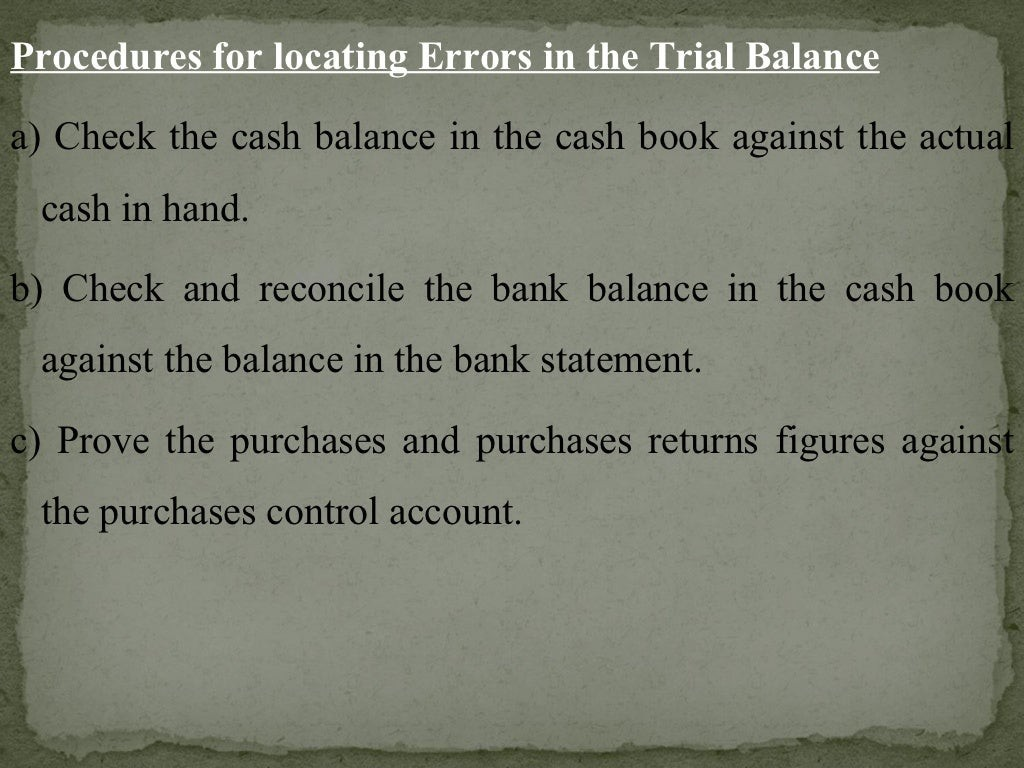 Procedures for locating Errors in the Trial Balance
a) Check the cash balance in the cash book against the actual
cash in hand.
b) Check and reconcile the bank balance in the cash book
against the balance in the bank statement.
c) Prove the purchases and purchases returns figures against
the purchases control account.